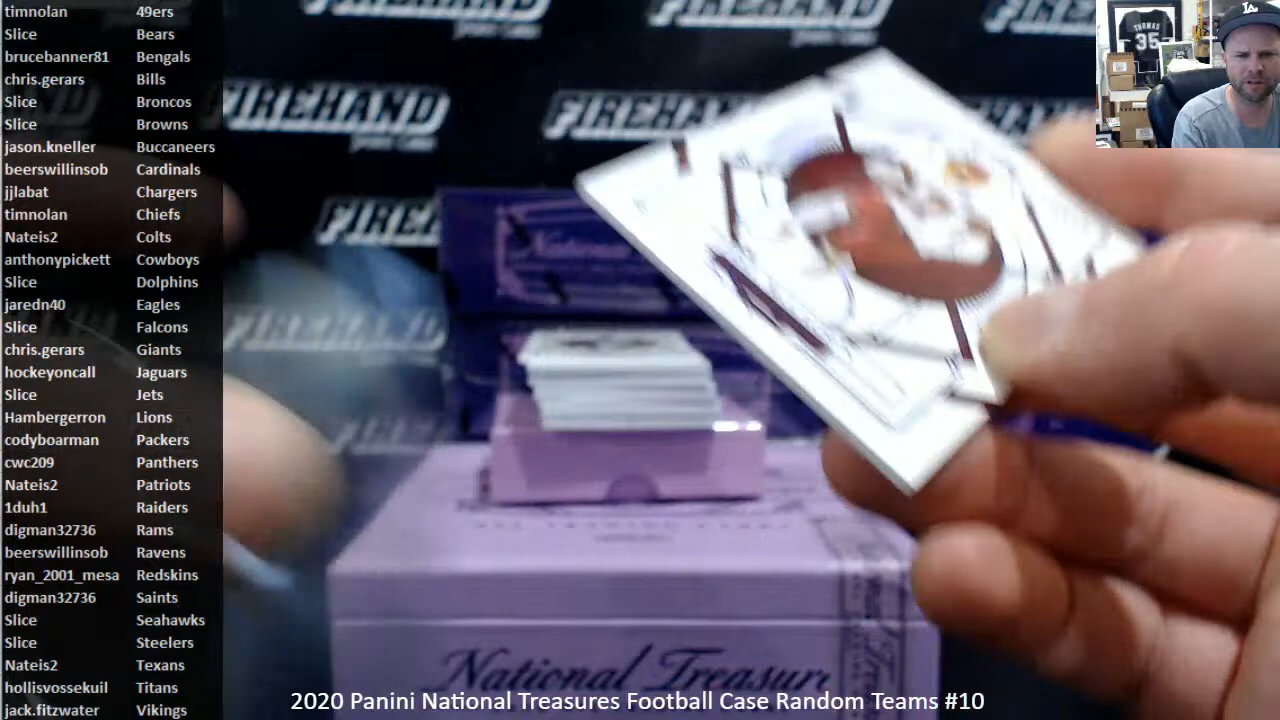 timnolan 49ers
Slice Bears
brucebanner81 Bengals
chris.gerars Bills
Slice Broncos
Slice Browns
jason.kneller Buccaneers
beerswillinsob Cardinals
jjlabat Chargers
timnolan Chiefs
Nateis2 Colts
anthonypickett Cowboys
Slice Dolphins
jaredn40 Eagles
Slice Falcons
chris.gerars Giants
hockeyoncall Jaguars
Slice Jets
Hambergerron Lions
codyboarman Packers
cwc209 Panthers
Nateis2 Patriots
1duh1 Raiders
digman32736 Rams
beerswillinsob Ravens
ryan_2001_mesa Redskins
digman32736 Saints
Slice Seahawks
Slice Steelers
Nateis2 Texans
hollisvossekuil Titans
jack.fitzwater Vikings
FIREHAND
FIREHAND
FIREHAND
FIREHAND
National
National Treasur
THOMAS
35
LA
2020 Panini National Treasures Football Case Random Teams #10